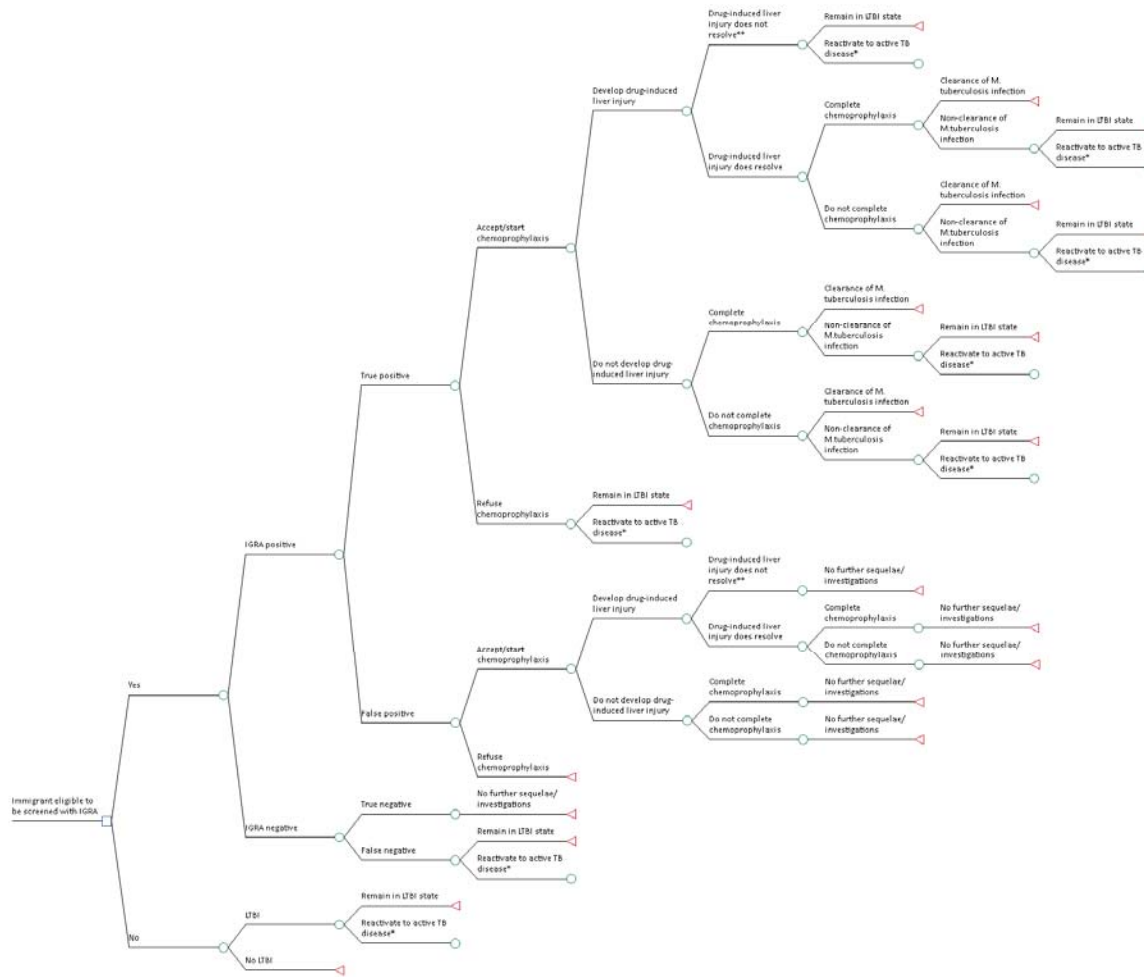 Drug-induced liver
injury does not
resolve**
Remain in LTBI state
Reactivate to active TB
disease*
Develop drug-induced
liver injury
Complete
chemoprophylaxis
Clearance of M.
tuberculosis infection
Non-clearance of
M.tuberculosis
infection
Remain in LTBI state
Reactivate to active TB
disease*
Drug-induced liver
injury does resolve
Do not complete
chemoprophylaxis
Clearance of M.
tuberculosis infection
Non-clearance of
M.tuberculosis
infection
Remain in LTBI state
Reactivate to active TB
disease*
Accept/start
chemoprophylaxis
Complete
chemoprophylaxis
Clearance of M.
tuberculosis infection
Non-clearance of
M.tuberculosis
infection
Remain in LTBI state
Reactivate to active TB
disease*
Do not develop drug-
induced liver injury
Do not complete
chemoprophylaxis
Clearance of M.
tuberculosis infection
Non-clearance of
M.tuberculosis
infection
Remain in LTBI state
Reactivate to active TB
disease*
True positive
Refuse
chemoprophylaxis
Remain in LTBI state
Reactivate to active TB
disease*
IGRA positive
Drug-induced liver
injury does not
resolve**
No further sequelae/
investigations
Develop drug-induced
liver injury
Drug-induced liver
injury does resolve
Complete
chemoprophylaxis
No further sequelae/
investigations
Do not complete
chemoprophylaxis
No further sequelae/
investigations
Accept/start
chemoprophylaxis
Do not develop drug-
induced liver injury
Complete
chemoprophylaxis
No further sequelae/
investigations
Do not complete
chemoprophylaxis
No further sequelae/
investigations
False positive
Refuse
chemoprophylaxis
Yes
Immigrant eligible to
be screened with IGRA
IGRA negative
True negative
No further sequelae/
investigations
False negative
Remain in LTBI state
Reactivate to active TB
disease*
No
LTBI
Remain in LTBI state
Reactivate to active TB
disease*
No LTBI